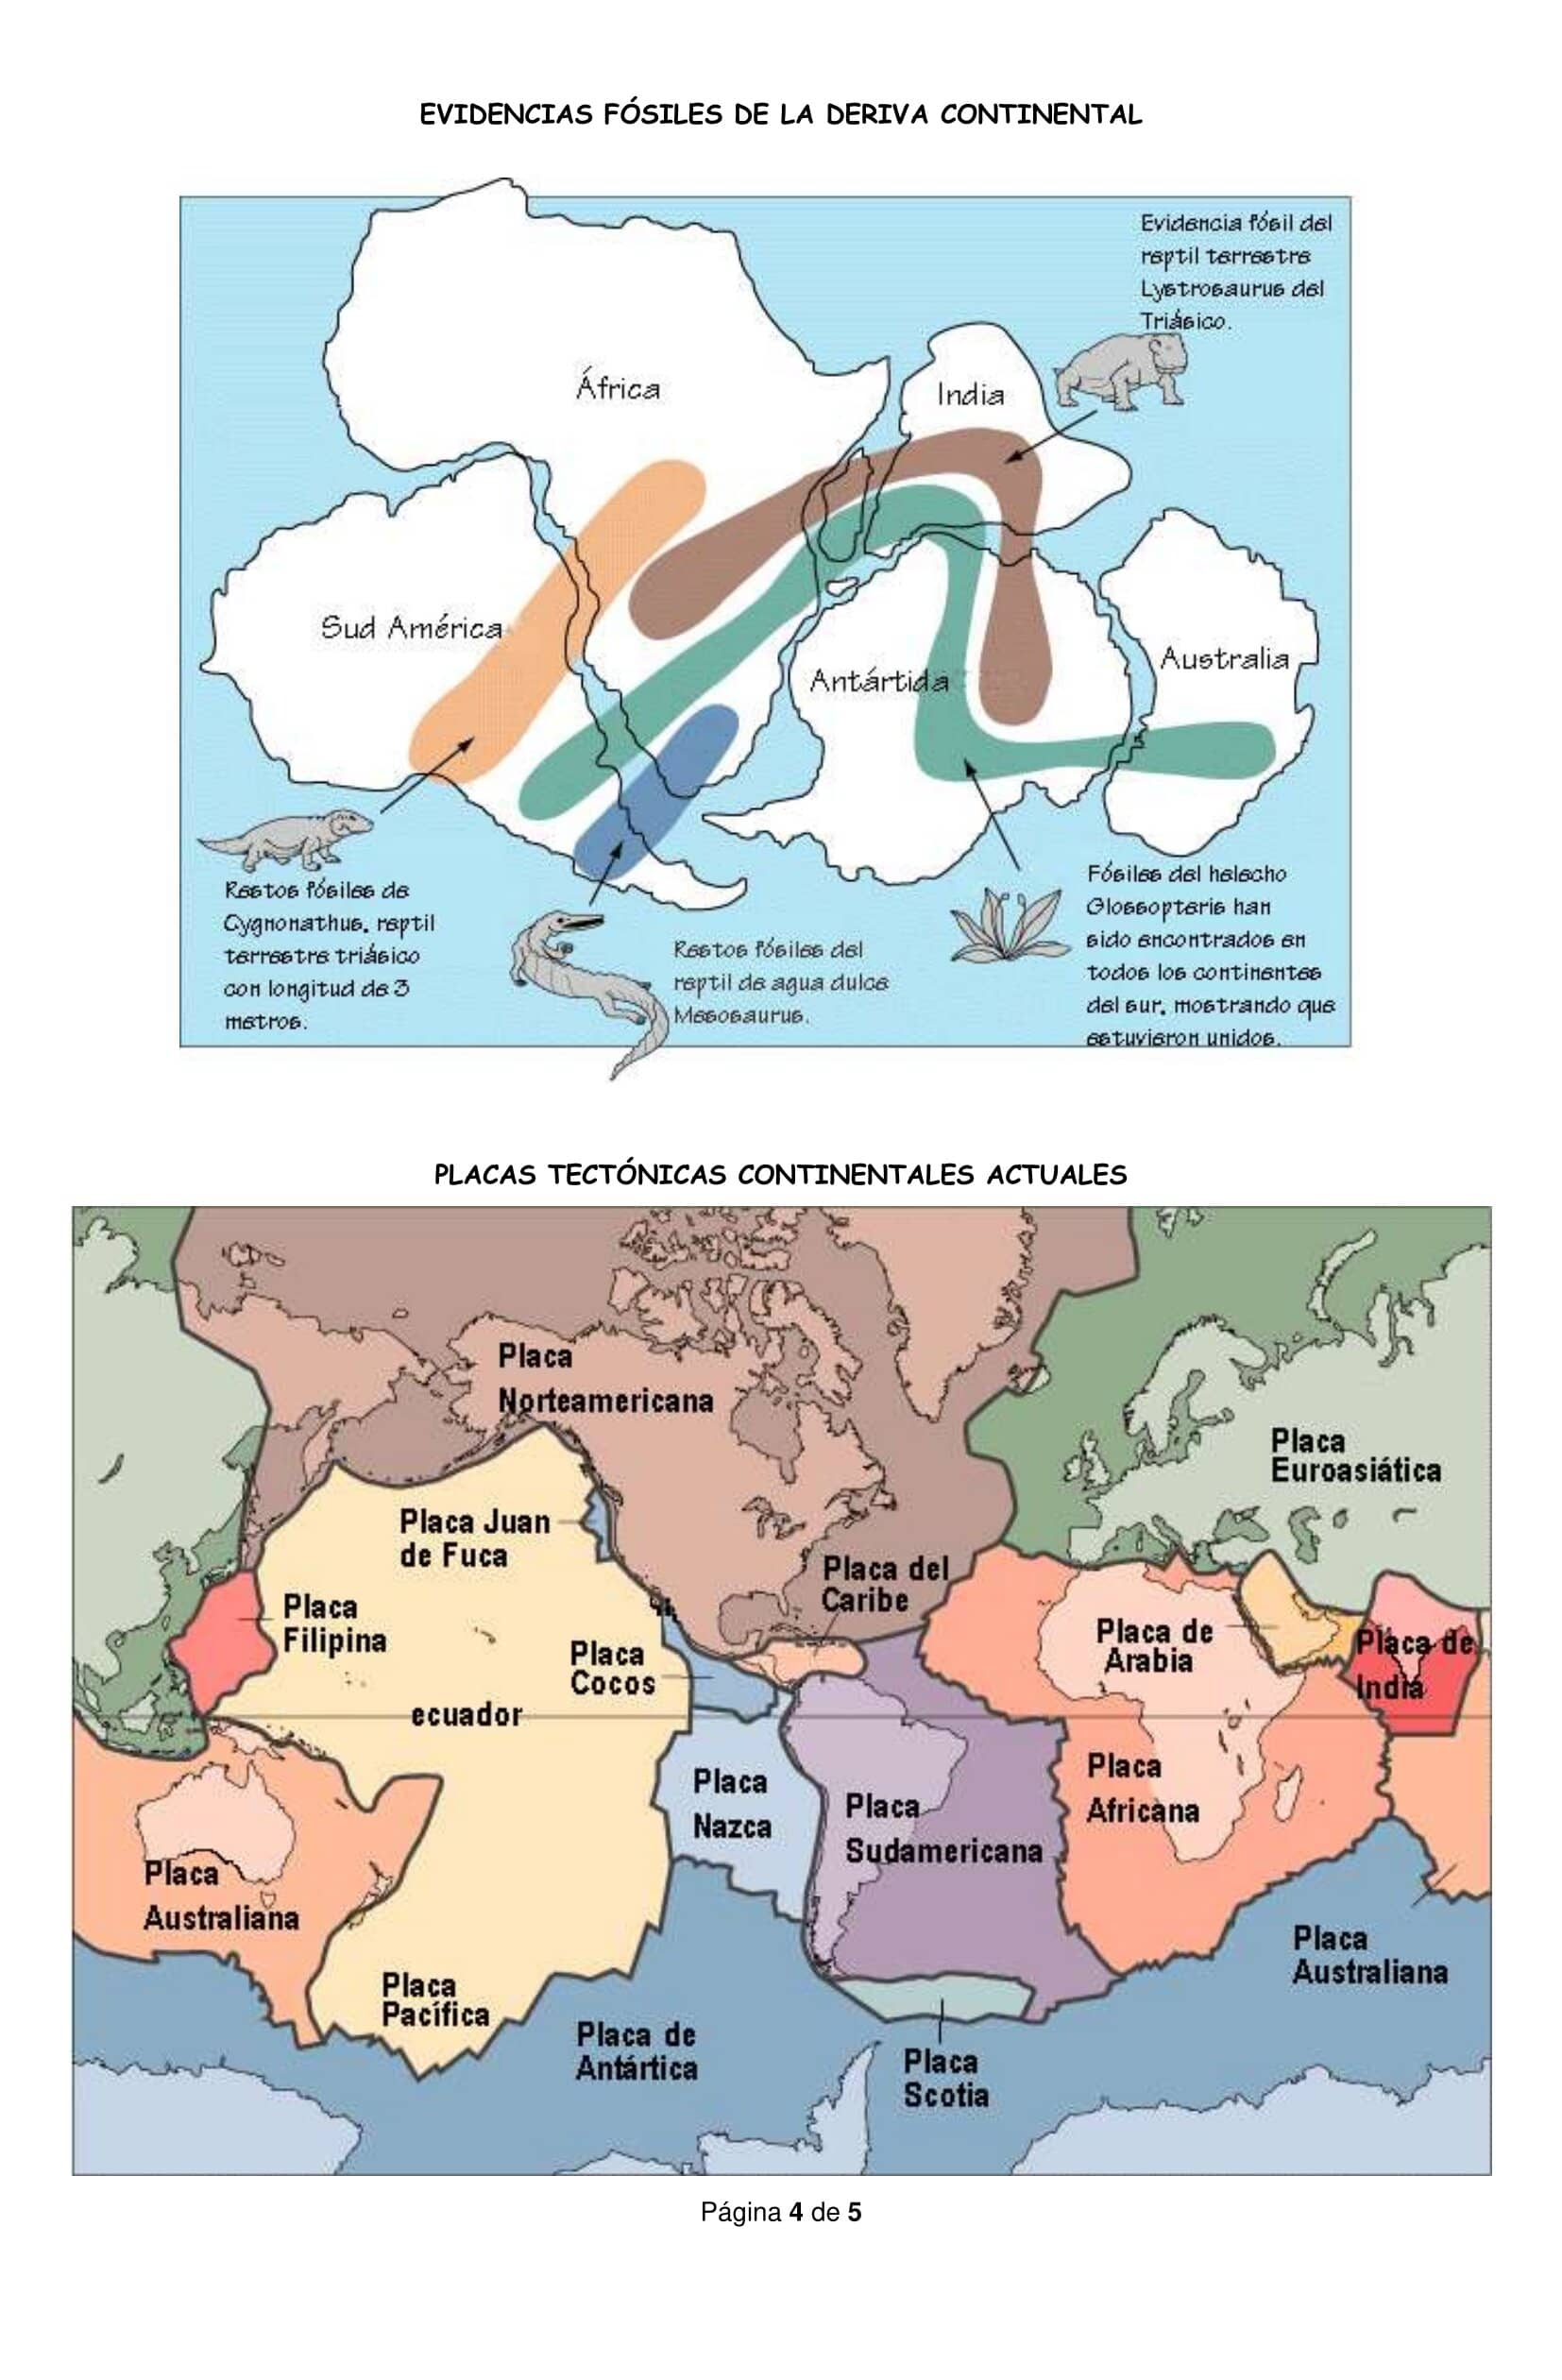 EVIDENCIAS FÓSILES DE LA DERIVA CONTINENTAL
Evidencia fósil del
reptil terrestre
Lystrosaurus del
Triásico.
África
India
Sud América
Antártida
Australia
Restos fósiles de
Cygnonathus, reptil
terrestre triásico
con longitud de 3
metros.
Restos fósiles del
reptil de agua dulce
Mesosaurus.
Fósiles del helecho
Glossopteris han
sido encontrados en
todos los continentes
del sur, mostrando que
estuvieron unidos.
PLACAS TECTÓNICAS CONTINENTALES ACTUALES
Placa
Norteamericana
Placa
Euroasiática
Placa Juan
de Fuca
Placa del
Caribe
Placa
Filipina
Placa de
Arabia
Placa de
India
Placa
Cocos
ecuador
Placa
Nazca
Placa
Sudamericana
Placa
Africana
Placa
Australiana
Placa
Pacífica
Placa de
Antártica
Placa
Scotia
Placa
Australiana
Página 4 de 5